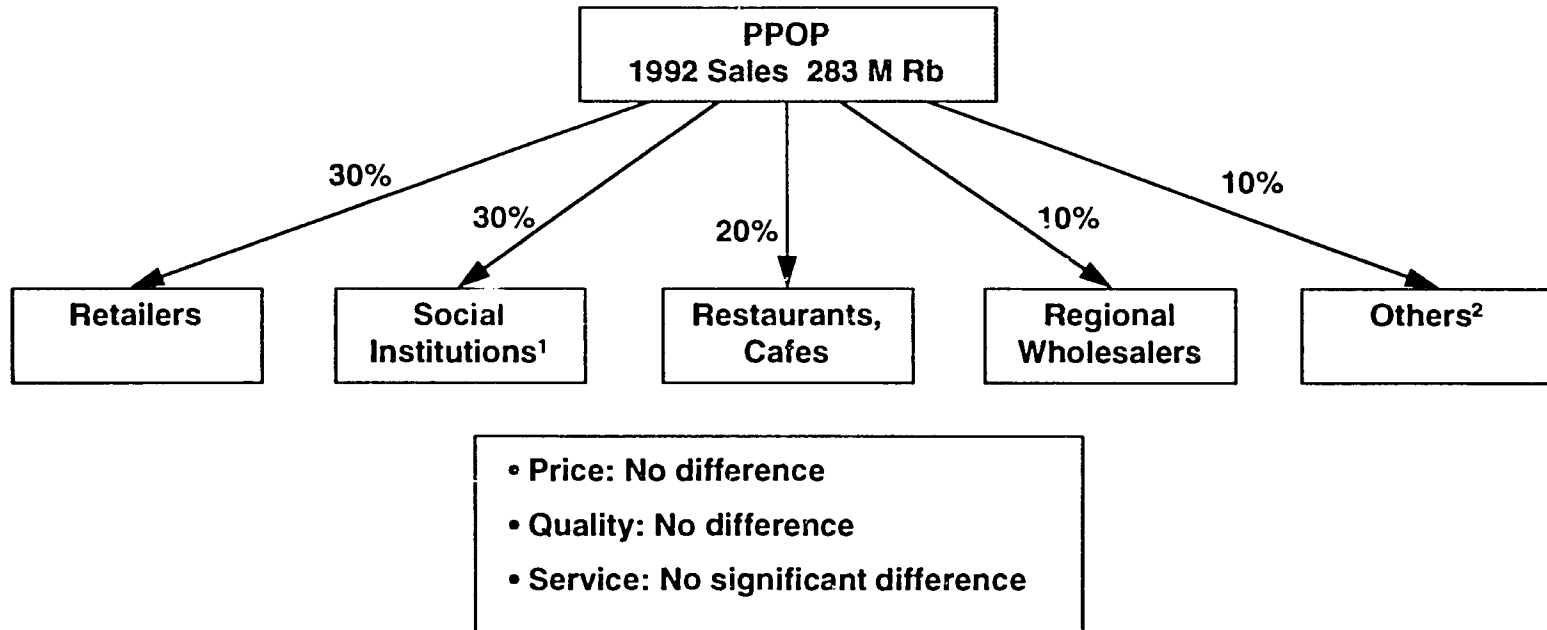 PPOP
1992 Sales 283 M Rb
30%
30%
20%
10%
10%
Retailers
Social
Institutions¹
Restaurants,
Cafes
Regional
Wholesalers
Others²
• Price: No difference
• Quality: No difference
• Service: No significant difference